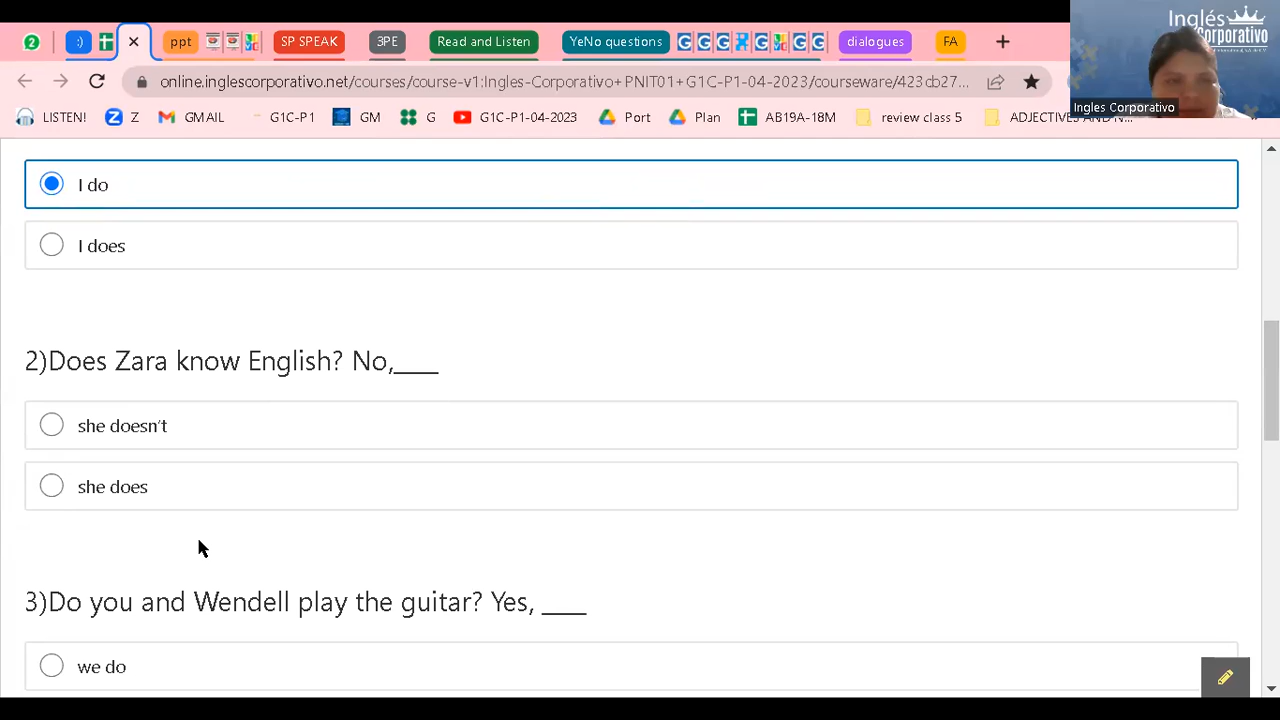 2 :) ppt SP SPEAK 3PE Read and Listen YeNo questions dialogues FA
Inglés
Corporativo
online.inglescorporativo.net/courses/course-v1:Ingles-Corporativo+PNIT01+G1C-P1-04-2023/courseware/423cb27...
Ingles Corporativo
LISTEN! Z GMAIL G1C-P1 GM G G1C-P1-04-2023 Port Plan AB19A-18M review class 5 ADJECTIVES AND N...
I do
I does
2)Does Zara know English? No,____
she doesn't
she does
3)Do you and Wendell play the guitar? Yes, ____
we do